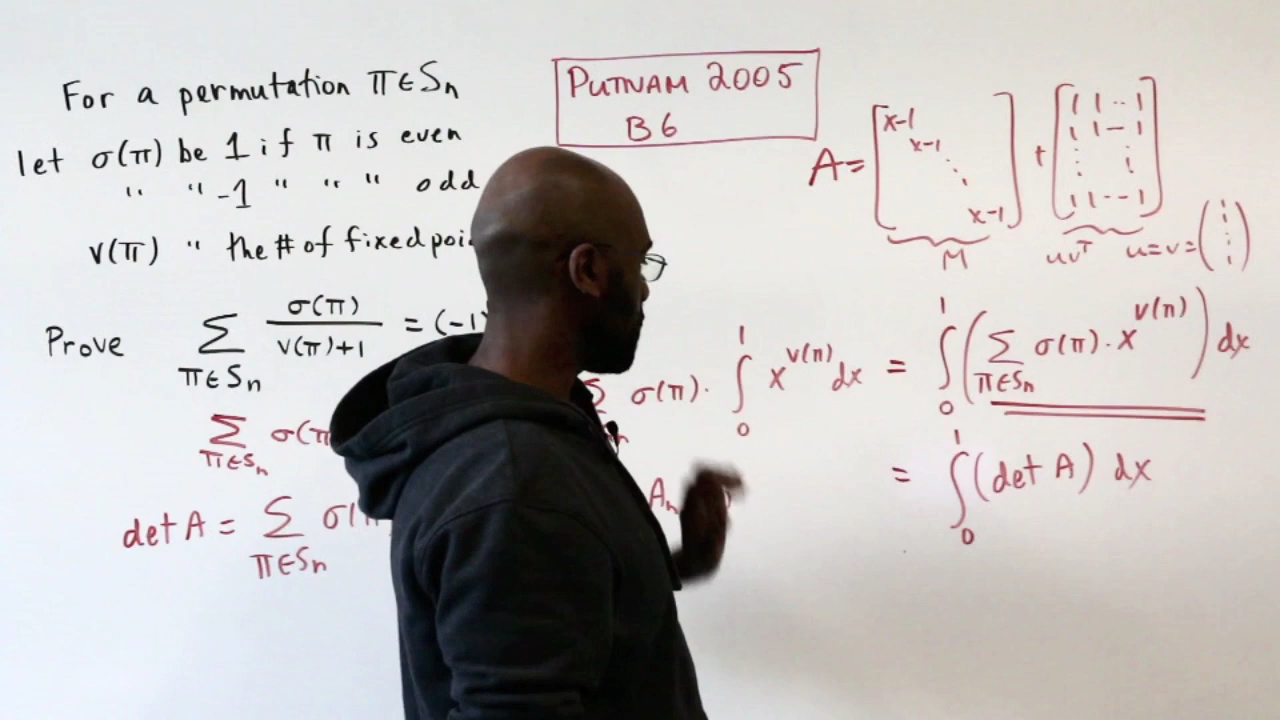 For a permutation π∈Sn
let σ(π) be 1 if π is even
" " -1 " " " odd
v(π) " the # of fixed
Prove ∑π∈Sn σ(π)/v(π)+1 = (-1)
∑π∈Sn
det A = ∑π∈Sn
PUTNAM 2005
B6
A = [x-1 x-1 ⋱ x-1] + [1 1 ·· 1 1 1 – 1 ⋮ ⋮ 1 1 -- 1]
M uvᵀ u=v=(⋮)
σ(π)· ∫₀¹ x^v(π) dx = ∫₀¹ (∑π∈Sn σ(π)·x^v(π)) dx
An
= ∫₀¹ (det A) dx